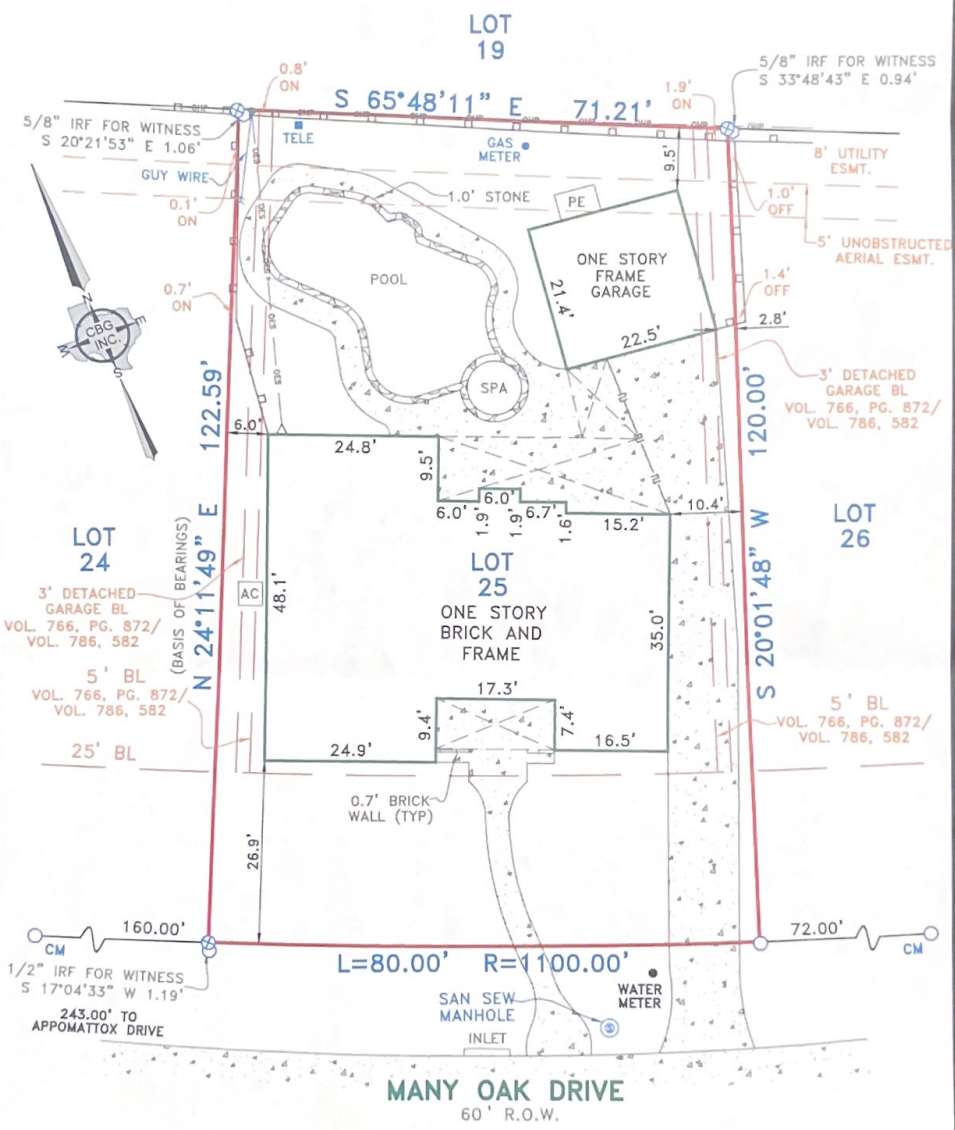 LOT
19
5/8" IRF FOR WITNESS
S 33°48'43" E 0.94'
0.8'
ON
1.9'
ON
S 65°48'11" E 71.21'
OHP
OHP
OHP
5/8" IRF FOR WITNESS
S 20°21'53" E 1.06'
TELE
GAS
METER
9.5'
8' UTILITY
ESMT.
GUY WIRE
OES
0.1'
ON
1.0' STONE
PE
1.0'
OFF
5' UNOBSTRUCTED
AERIAL ESMT.
OES
ONE STORY
FRAME
GARAGE
POOL
21.4'
1.4'
OFF
0.7'
ON
N
E
S
W
CBG
INC.
OES
22.5'
2.8'
SPA
3' DETACHED
GARAGE BL
VOL. 766, PG. 872/
VOL. 786, 582
122.59'
120.00'
OES
6.0'
24.8'
9.5'
6.0'
6.0'
1.9'
1.9'
6.7'
1.6'
15.2'
10.4'
LOT
24
LOT
26
(BASIS OF BEARINGS)
N 24°11'49" E
S 20°01'48" W
LOT
25
ONE STORY
BRICK AND
FRAME
3' DETACHED
GARAGE BL
VOL. 766, PG. 872/
VOL. 786, 582
AC
48.1'
35.0'
5' BL
VOL. 766, PG. 872/
VOL. 786, 582
17.3'
9.4'
7.4'
5' BL
VOL. 766, PG. 872/
VOL. 786, 582
25' BL
24.9'
16.5'
0.7' BRICK
WALL (TYP)
26.9'
160.00'
CM
72.00'
CM
L=80.00' R=1100.00'
1/2" IRF FOR WITNESS
S 17°04'33" W 1.19'
243.00' TO
APPOMATTOX DRIVE
WATER
METER
SAN SEW
MANHOLE
S
INLET
MANY OAK DRIVE
60' R.O.W.